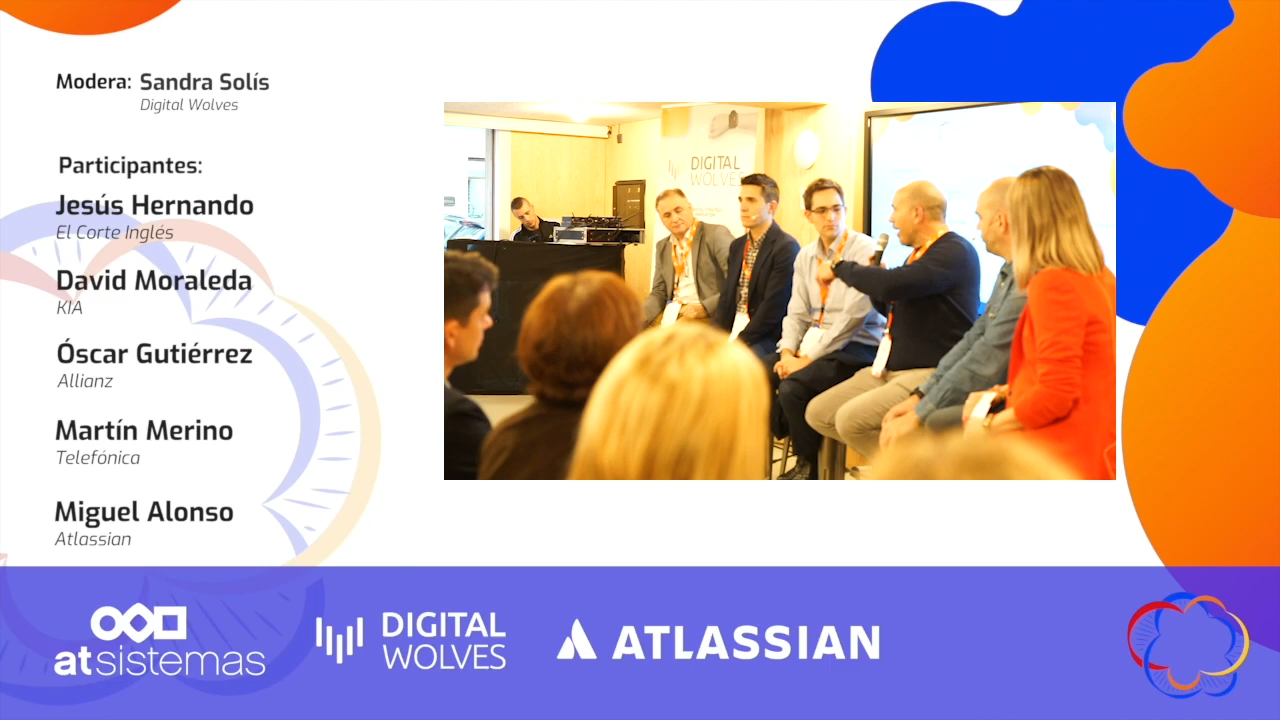 Modera: Sandra Solís
Digital Wolves
Participantes:
Jesús Hernando
El Corte Inglés
David Moraleda
KIA
Óscar Gutiérrez
Allianz
Martín Merino
Telefónica
Miguel Alonso
Atlassian
DIGITAL
WOLVES
atsistemas
DIGITAL
WOLVES
ATLASSIAN